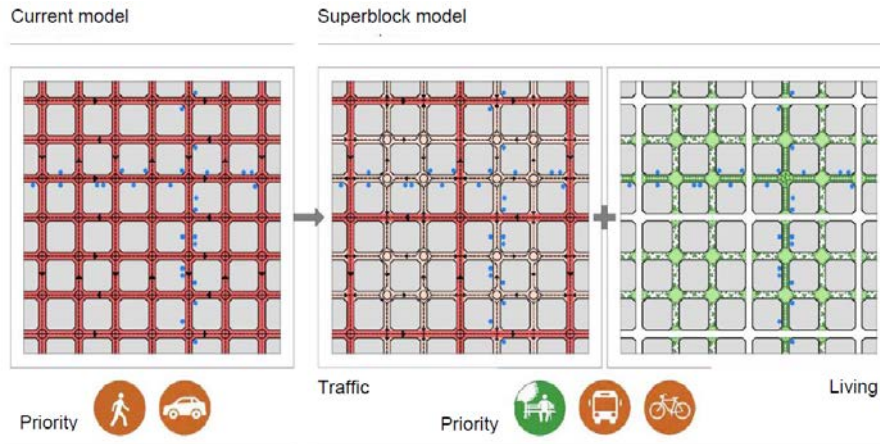 Current model
Superblock model
Traffic
Living
Priority
Priority